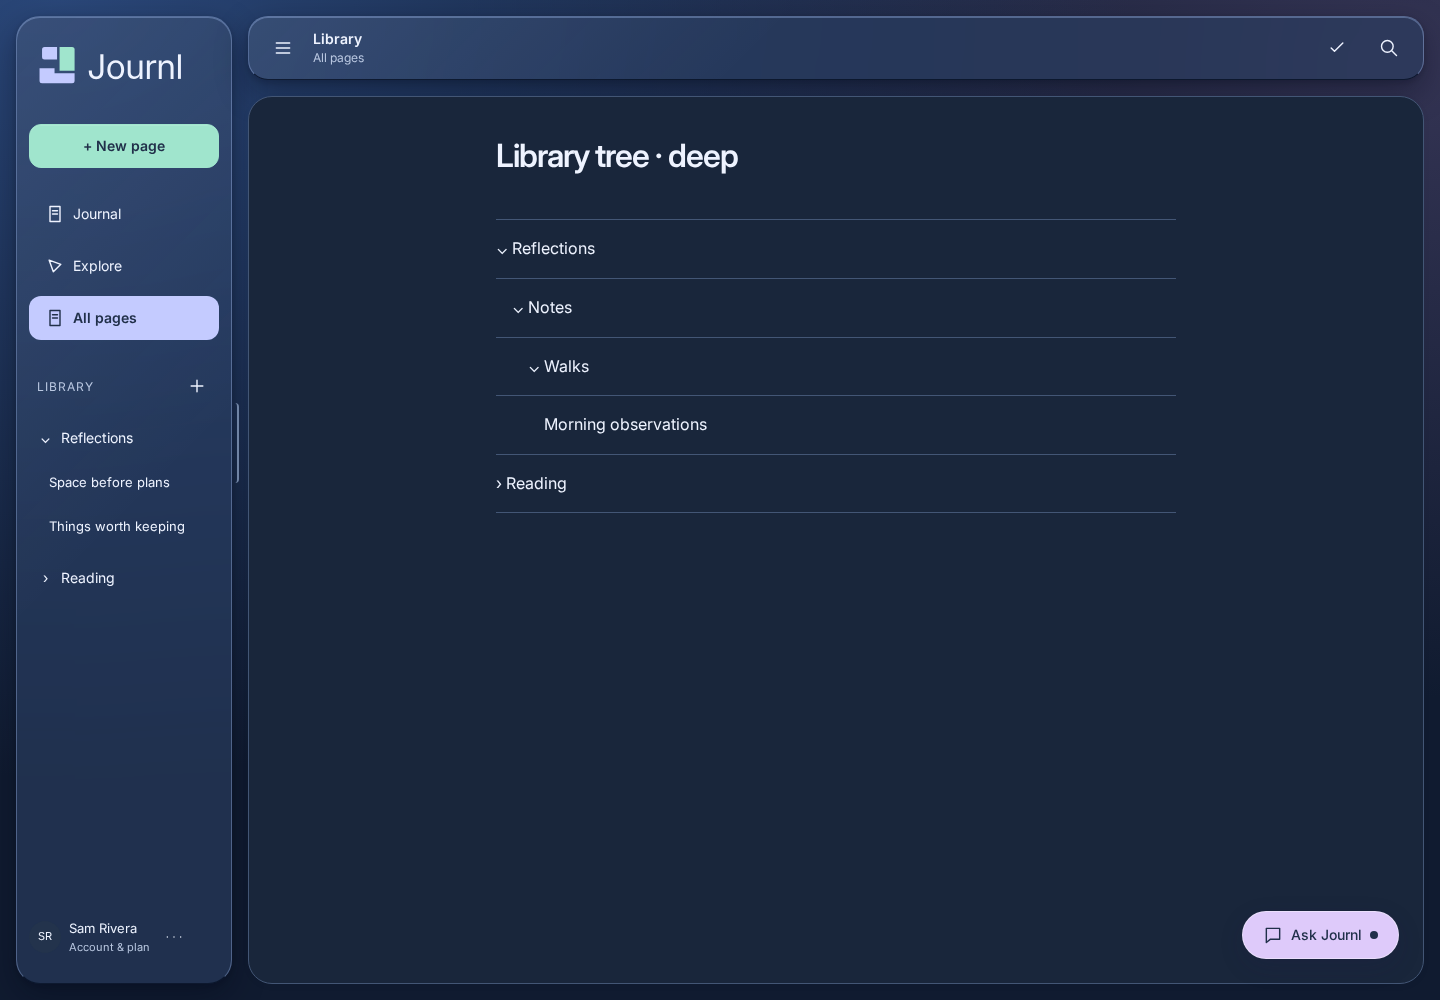 Journl
+ New page
Journal
Explore
All pages
LIBRARY
Reflections
Space before plans
Things worth keeping
Reading
SR
Sam Rivera
Account & plan
...
Library
All pages
Library tree · deep
Reflections
Notes
Walks
Morning observations
Reading
Ask Journl